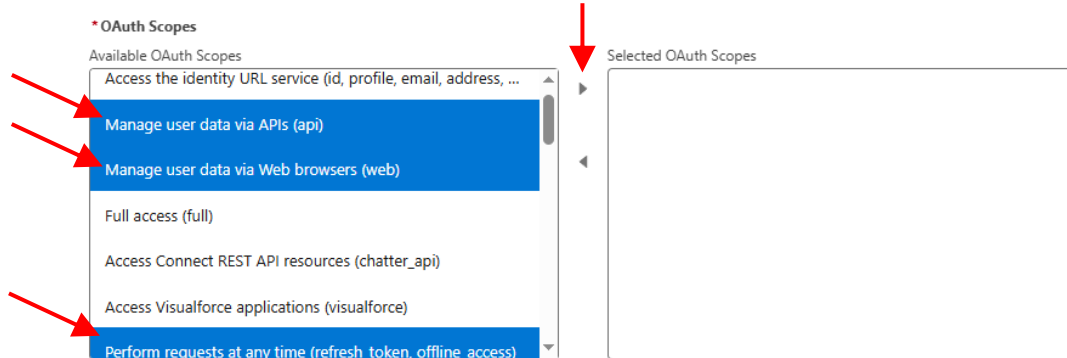 * OAuth Scopes
Available OAuth Scopes
Selected OAuth Scopes
Access the identity URL service (id, profile, email, address, ...
Manage user data via APIs (api)
Manage user data via Web browsers (web)
Full access (full)
Access Connect REST API resources (chatter_api)
Access Visualforce applications (visualforce)
Perform requests at any time (refresh_token, offline_access)